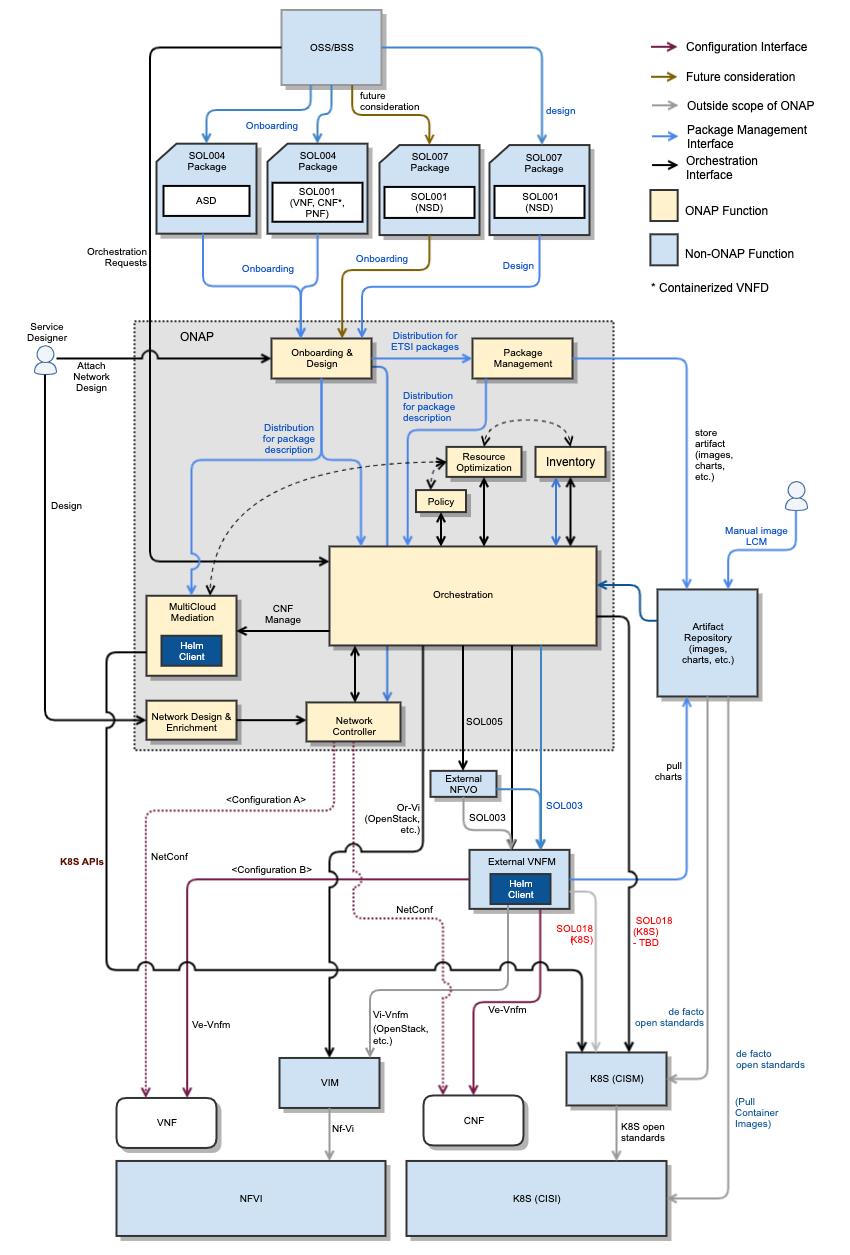 OSS/BSS
future
consideration
Onboarding
design
Configuration Interface
Future consideration
Outside scope of ONAP
Package Management
Interface
Orchestration
Interface
ONAP Function
Non-ONAP Function
* Containerized VNFD
SOL004
Package
ASD
SOL004
Package
SOL001
(VNF, CNF*,
PNF)
SOL007
Package
SOL001
(NSD)
SOL007
Package
SOL001
(NSD)
Orchestration
Requests
Onboarding
Onboarding
Design
Service
Designer
Attach
Network
Design
ONAP
Onboarding &
Design
Distribution for
ETSI packages
Package
Management
Distribution
for package
description
Distribution
for package
description
Resource
Optimization
Inventory
Policy
store
artifact
(images,
charts,
etc.)
Manual image
LCM
Design
Orchestration
MultiCloud
Mediation
Helm
Client
CNF
Manage
Artifact
Repository
(images,
charts, etc.)
Network Design &
Enrichment
Network
Controller
SOL005
External
NFVO
pull
charts
<Configuration A>
Or-Vi
(OpenStack,
etc.)
SOL003
SOL003
K8S APIs
NetConf
<Configuration B>
External VNFM
Helm
Client
NetConf
SOL018
(K8S)
SOL018
(K8S)
- TBD
Ve-Vnfm
Vi-Vnfm
(OpenStack,
etc.)
Ve-Vnfm
de facto
open standards
de facto
open standards
(Pull
Container
Images)
VIM
K8S (CISM)
VNF
Nf-Vi
CNF
K8S open
standards
NFVI
K8S (CISI)